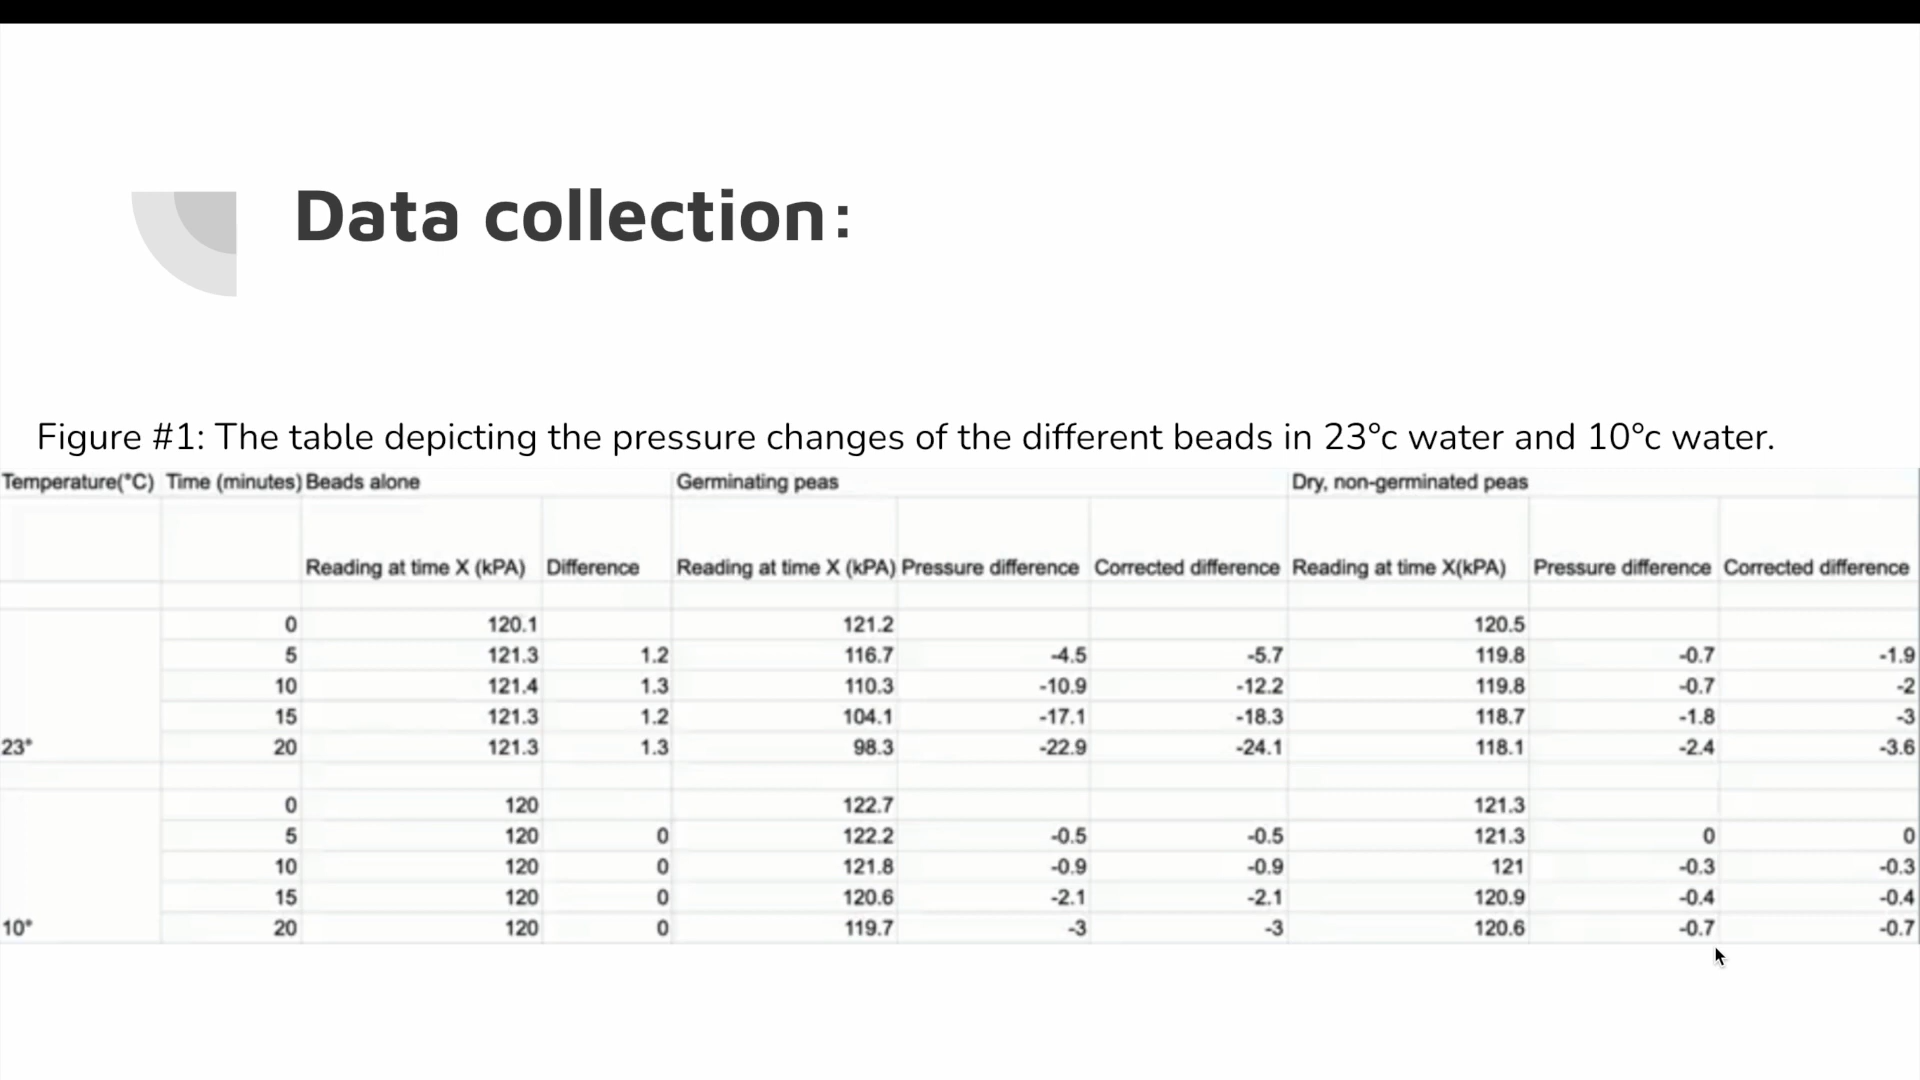 Data collection:
Figure #1: The table depicting the pressure changes of the different beads in 23°c water and 10°c water.
Temperature(°C) Time (minutes) Beads alone Germinating peas Dry, non-germinated peas
Reading at time X (kPA) Difference Reading at time X (kPA) Pressure difference Corrected difference Reading at time X(kPA) Pressure difference Corrected difference
0 120.1 121.2 120.5
5 121.3 1.2 116.7 -4.5 -5.7 119.8 -0.7 -1.9
10 121.4 1.3 110.3 -10.9 -12.2 119.8 -0.7 -2
15 121.3 1.2 104.1 -17.1 -18.3 118.7 -1.8 -3
23° 20 121.3 1.3 98.3 -22.9 -24.1 118.1 -2.4 -3.6
0 120 122.7 121.3
5 120 0 122.2 -0.5 -0.5 121.3 0 0
10 120 0 121.8 -0.9 -0.9 121 -0.3 -0.3
15 120 0 120.6 -2.1 -2.1 120.9 -0.4 -0.4
10° 20 120 0 119.7 -3 -3 120.6 -0.7 -0.7